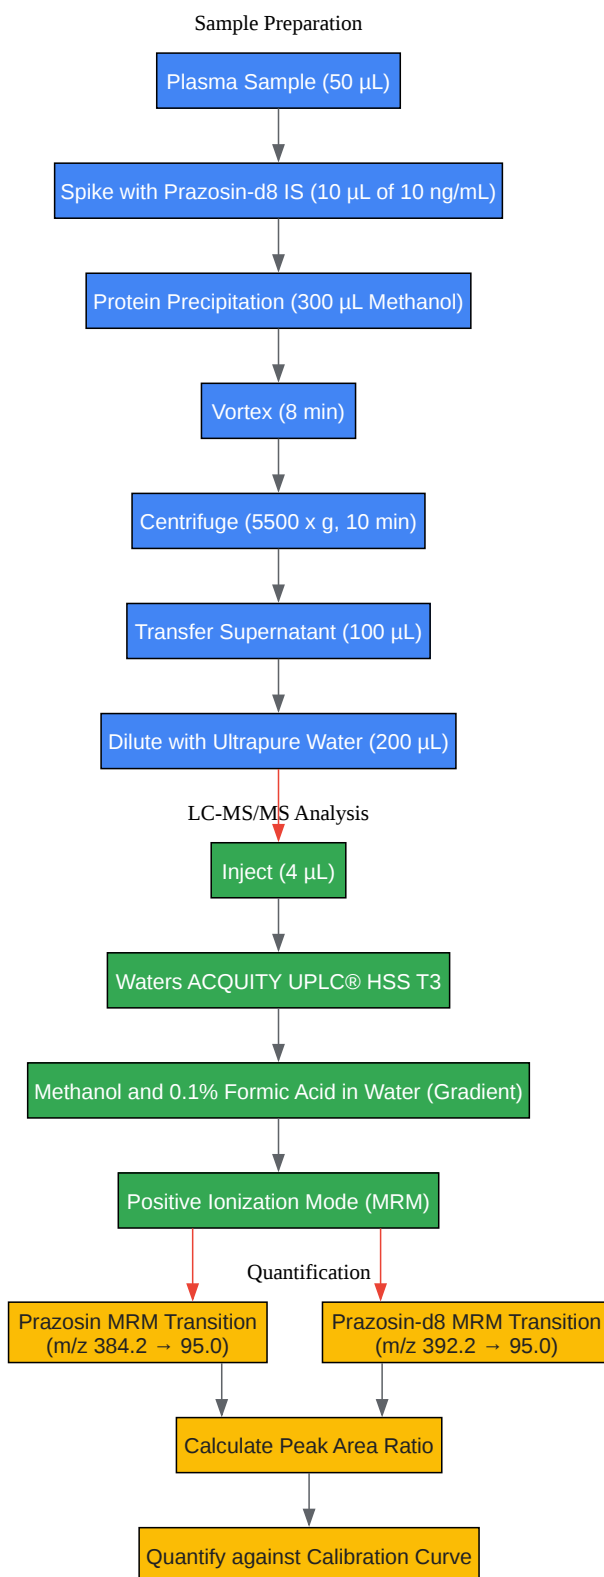 Sample Preparation
Plasma Sample (50 µL)
Spike with Prazosin-d8 IS (10 µL of 10 ng/mL)
Protein Precipitation (300 µL Methanol)
Vortex (8 min)
Centrifuge (5500 x g, 10 min)
Transfer Supernatant (100 µL)
Dilute with Ultrapure Water (200 µL)
LC-MS/MS Analysis
Inject (4 µL)
Waters ACQUITY UPLC® HSS T3
Methanol and 0.1% Formic Acid in Water (Gradient)
Positive Ionization Mode (MRM)
Quantification
Prazosin MRM Transition
(m/z 384.2 → 95.0)
Prazosin-d8 MRM Transition
(m/z 392.2 → 95.0)
Calculate Peak Area Ratio
Quantify against Calibration Curve